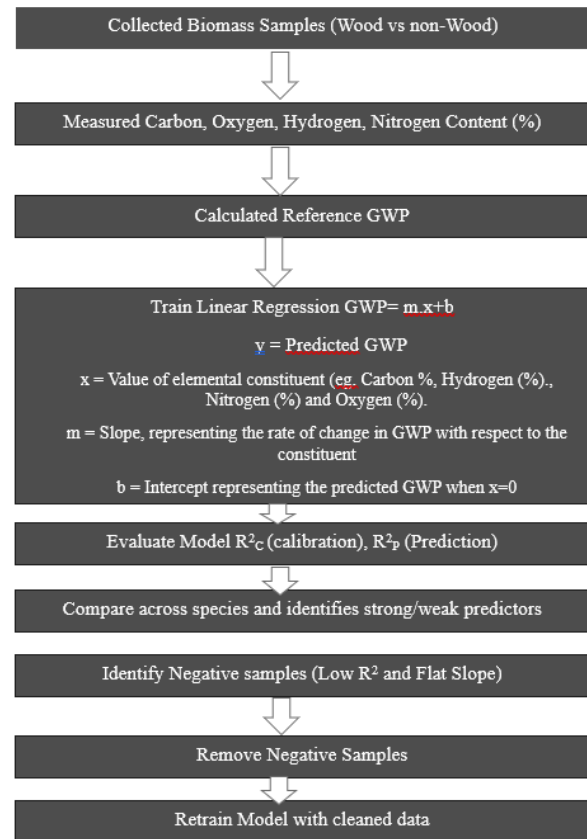 Collected Biomass Samples (Wood vs non-Wood)
Measured Carbon, Oxygen, Hydrogen, Nitrogen Content (%)
Calculated Reference GWP
Train Linear Regression GWP= m.x+b
y = Predicted GWP
x = Value of elemental constituent (eg. Carbon %, Hydrogen (%).,
Nitrogen (%) and Oxygen (%).
m = Slope, representing the rate of change in GWP with respect to the
constituent
b = Intercept representing the predicted GWP when x=0
Evaluate Model R²C (calibration), R²P (Prediction)
Compare across species and identifies strong/weak predictors
Identify Negative samples (Low R² and Flat Slope)
Remove Negative Samples
Retrain Model with cleaned data